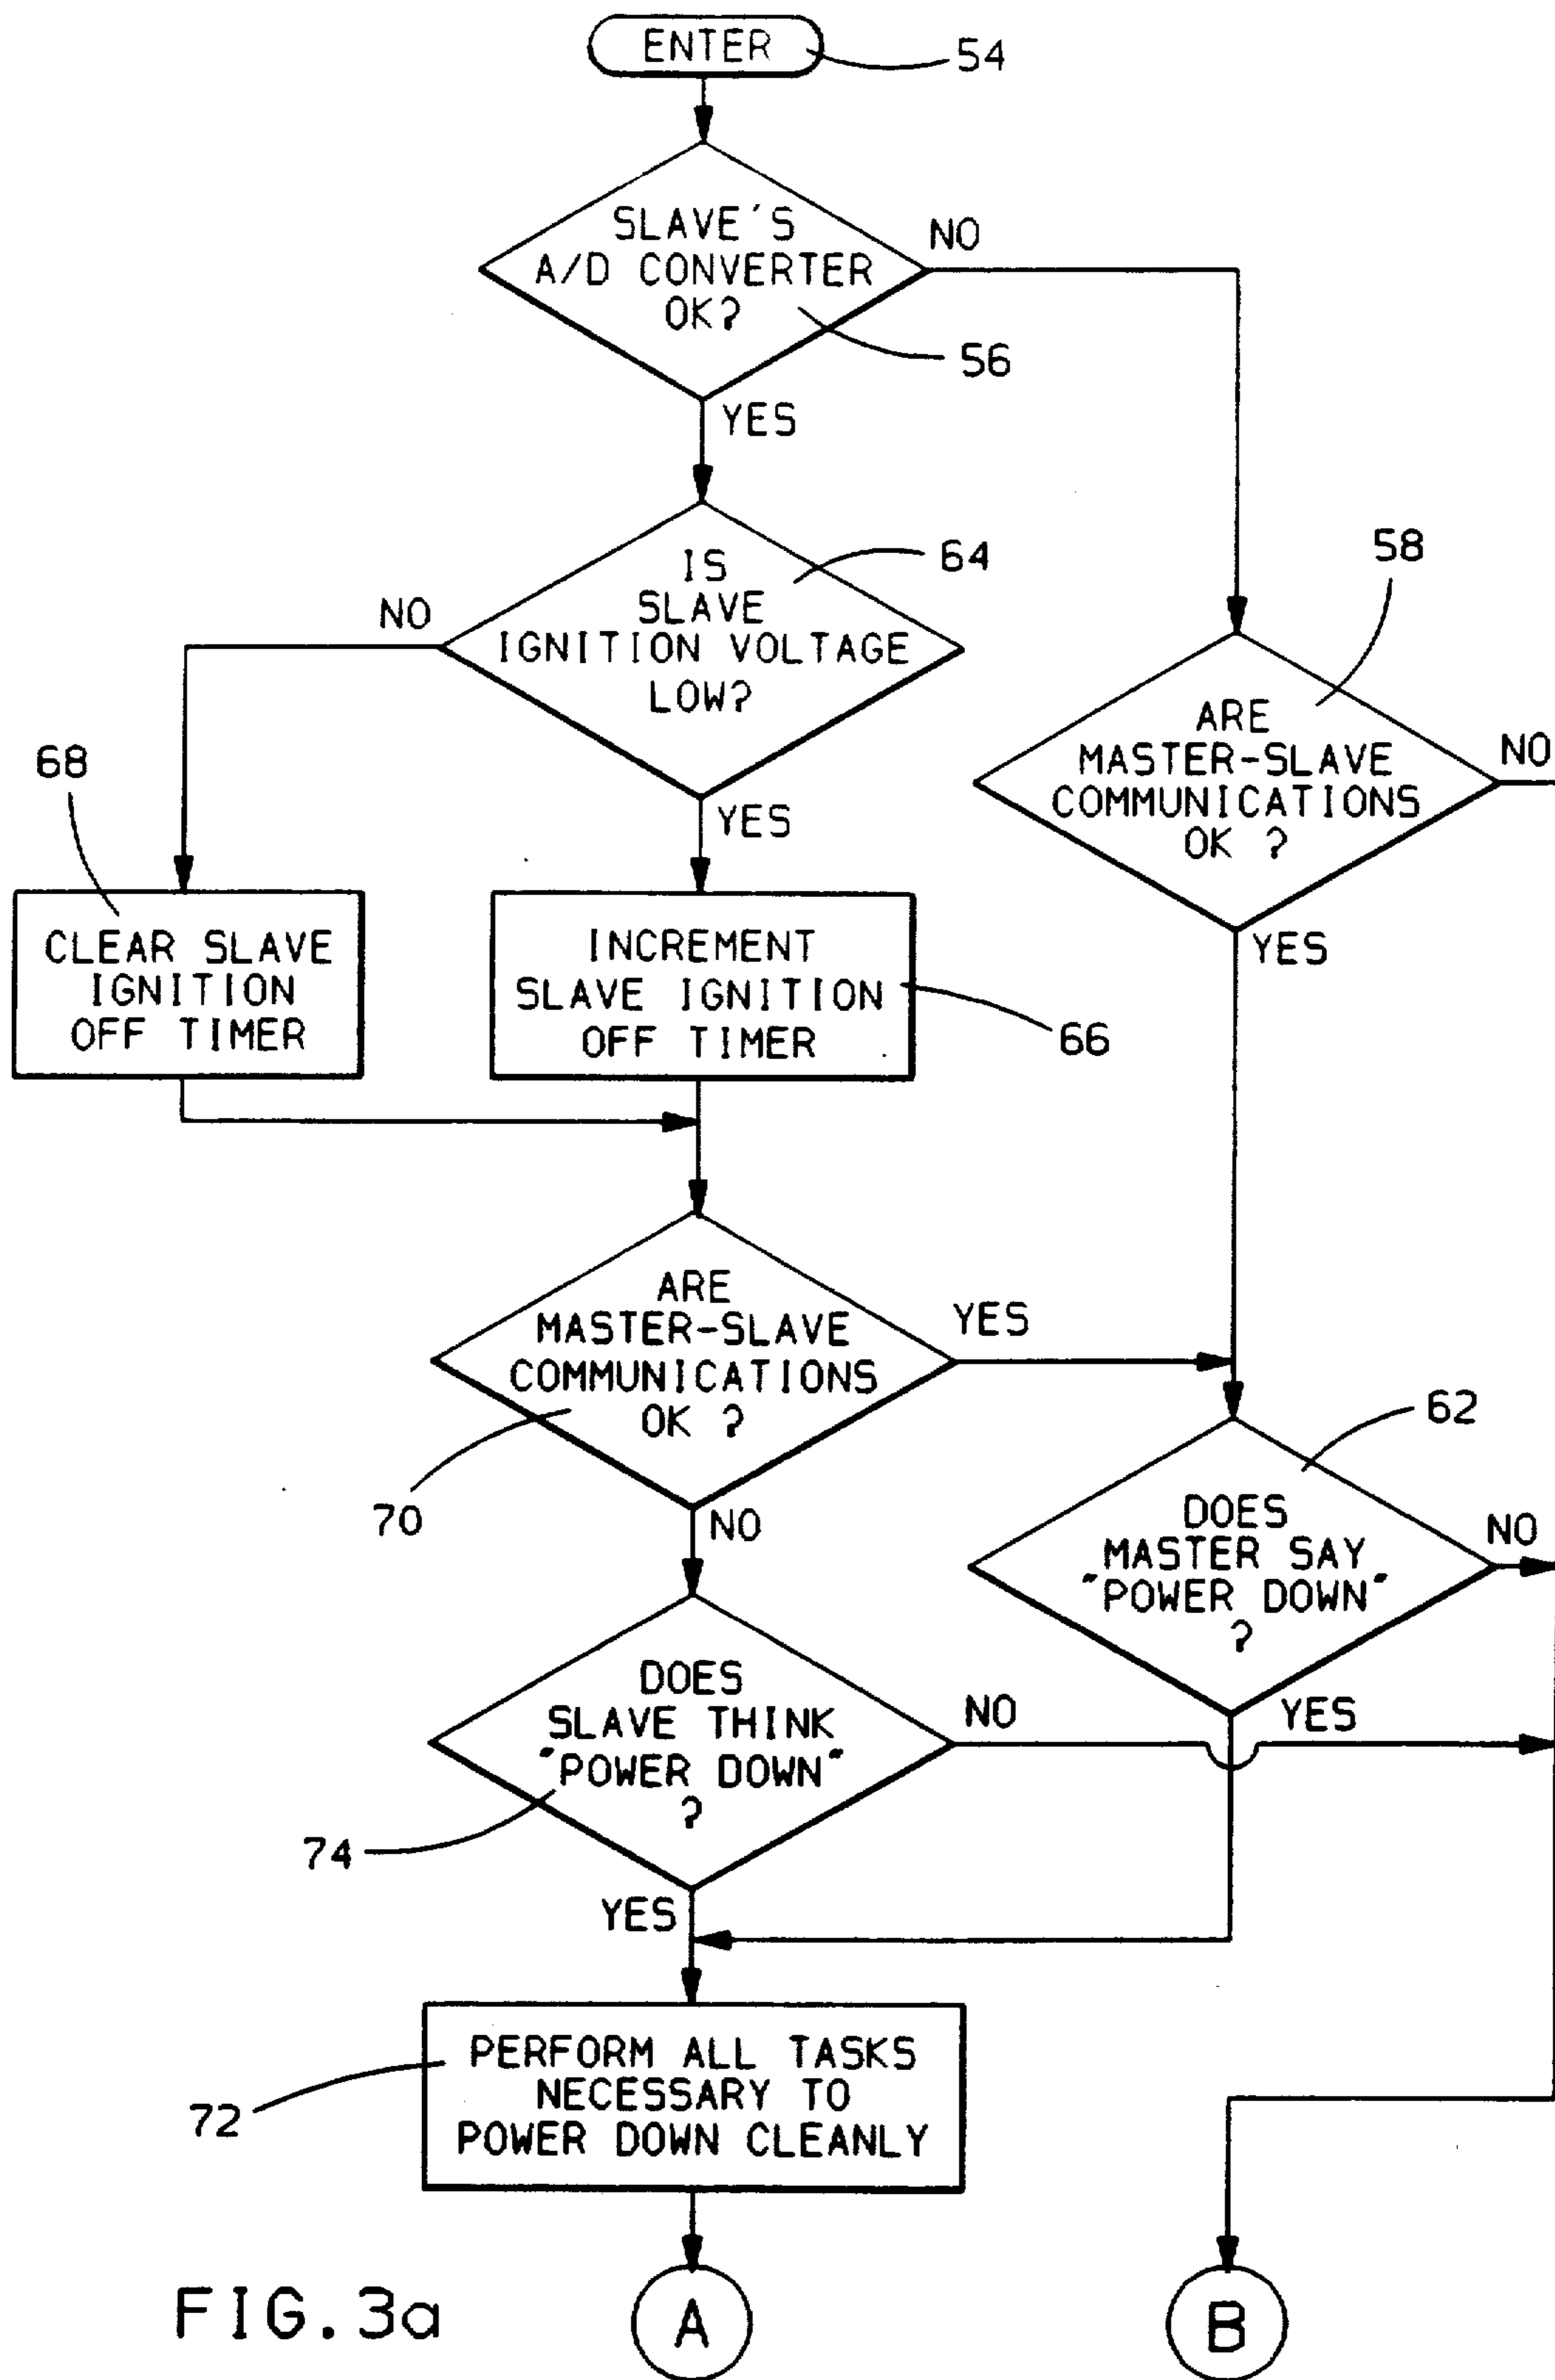 ENTER
54
SLAVE'S
A/D CONVERTER
OK?
NO
56
YES
IS
SLAVE
IGNITION VOLTAGE
LOW?
64
NO
YES
58
ARE
MASTER-SLAVE
COMMUNICATIONS
OK ?
NO
YES
68
CLEAR SLAVE
IGNITION
OFF TIMER
INCREMENT
SLAVE IGNITION
OFF TIMER
66
ARE
MASTER-SLAVE
COMMUNICATIONS
OK ?
YES
70
NO
62
DOES
MASTER SAY
"POWER DOWN"
?
NO
YES
DOES
SLAVE THINK
"POWER DOWN"
?
NO
74
YES
PERFORM ALL TASKS
NECESSARY TO
POWER DOWN CLEANLY
72
FIG.3a
A
B